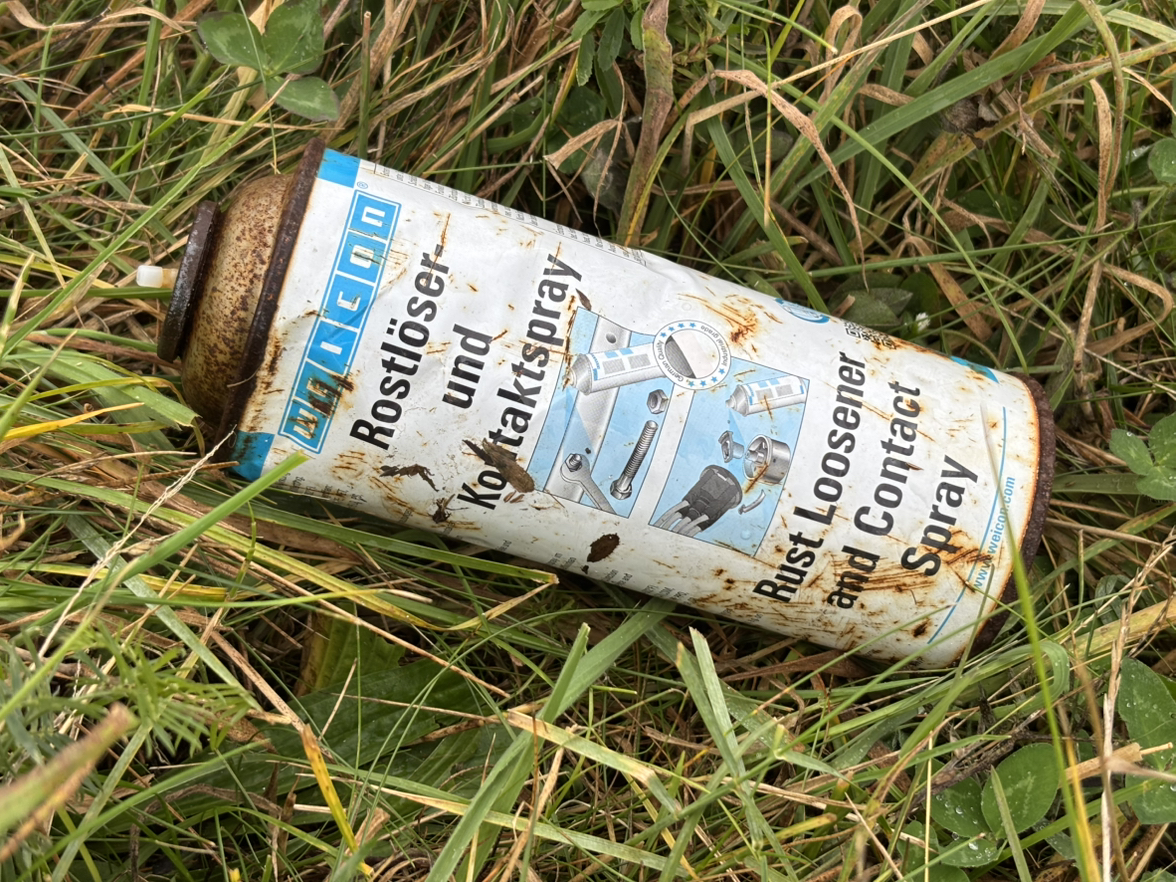 weicon
Rostlöser-
und
Kontaktspray
Rust Loosener
and Contact
Spray
www.weicon.com